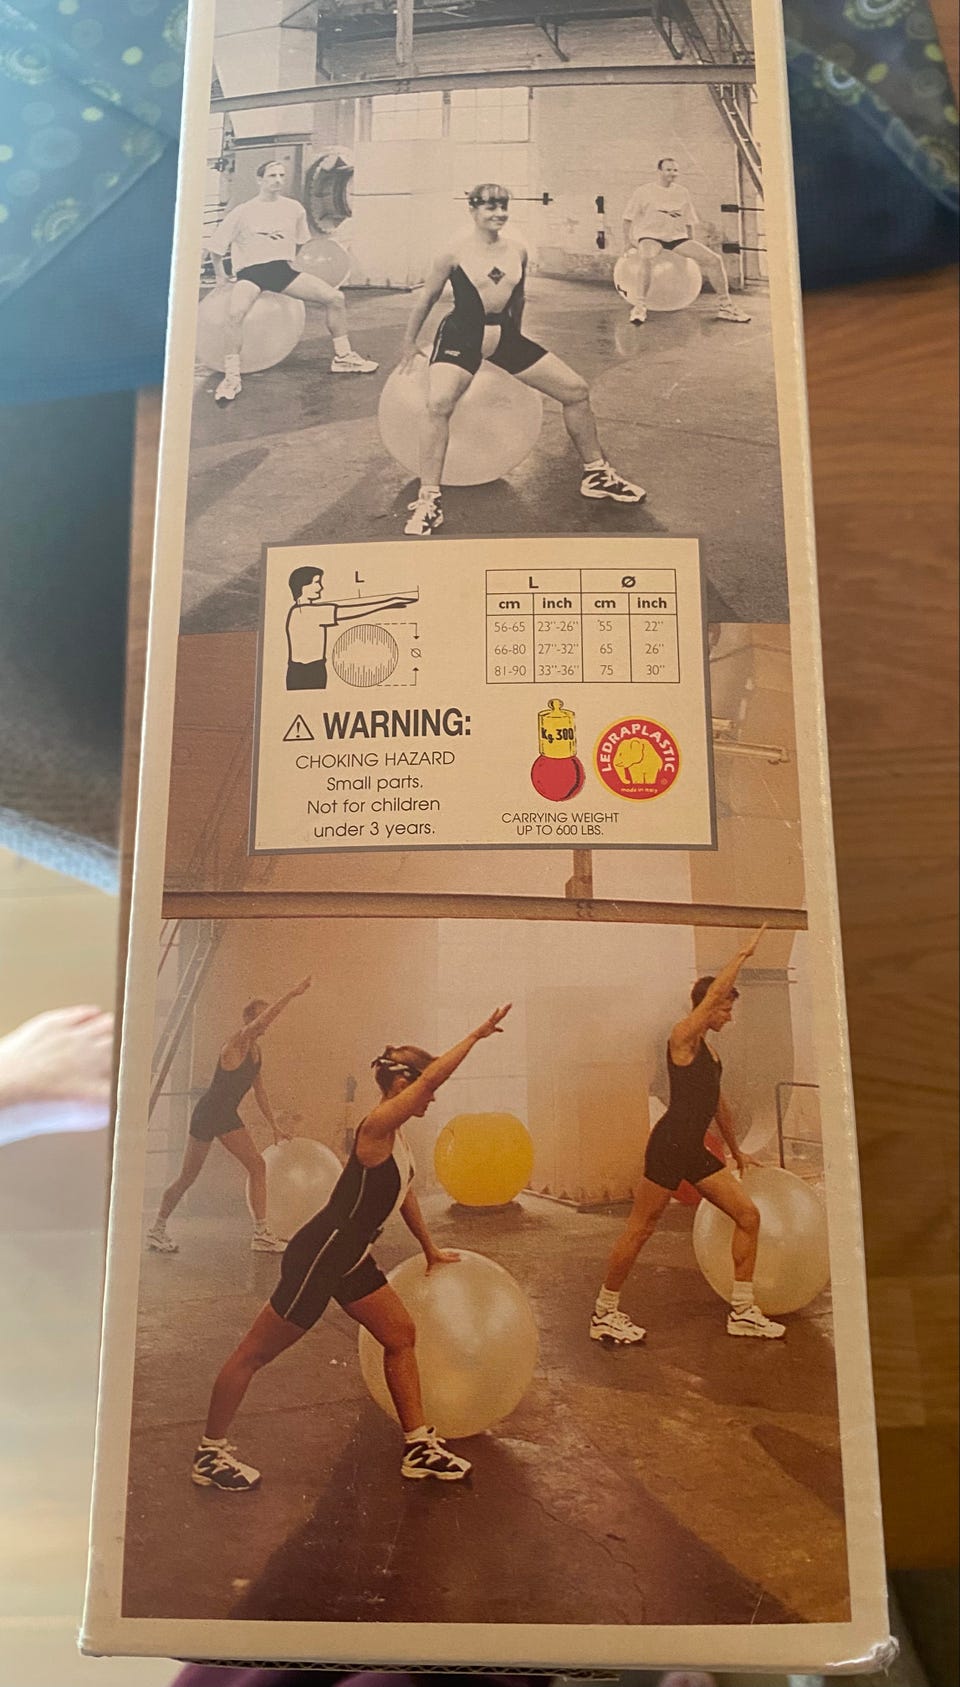 L
L Ø
cm inch cm inch
56-65 23"-26" 55 22"
66-80 27"-32" 65 26"
81-90 33"-36" 75 30"
Ø
WARNING:
CHOKING HAZARD
Small parts.
Not for children
under 3 years.
Kg 300
LEDRAPLASTIC
®
made in Italy
CARRYING WEIGHT
UP TO 600 LBS.